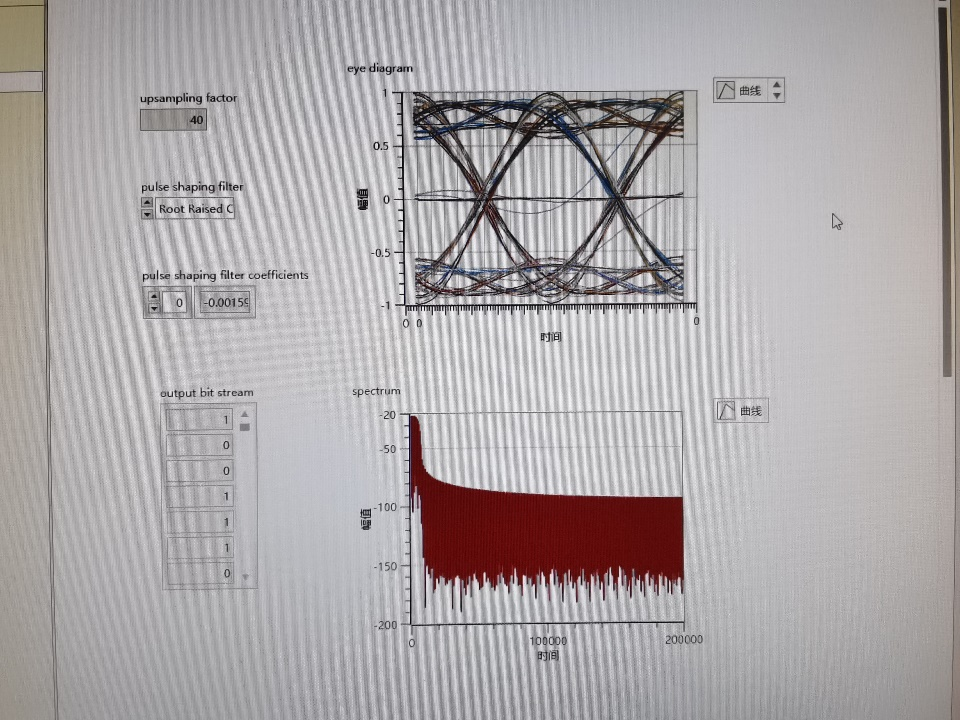 eye diagram
upsampling factor
40
曲线
1
0.5
0
-0.5
-1
幅值
0 0
0
时间
pulse shaping filter
Root Raised C
pulse shaping filter coefficients
0
-0.0015
output bit stream
1
0
0
1
1
1
0
spectrum
曲线
-20
-50
-100
-150
-200
幅值
0
100000
200000
时间